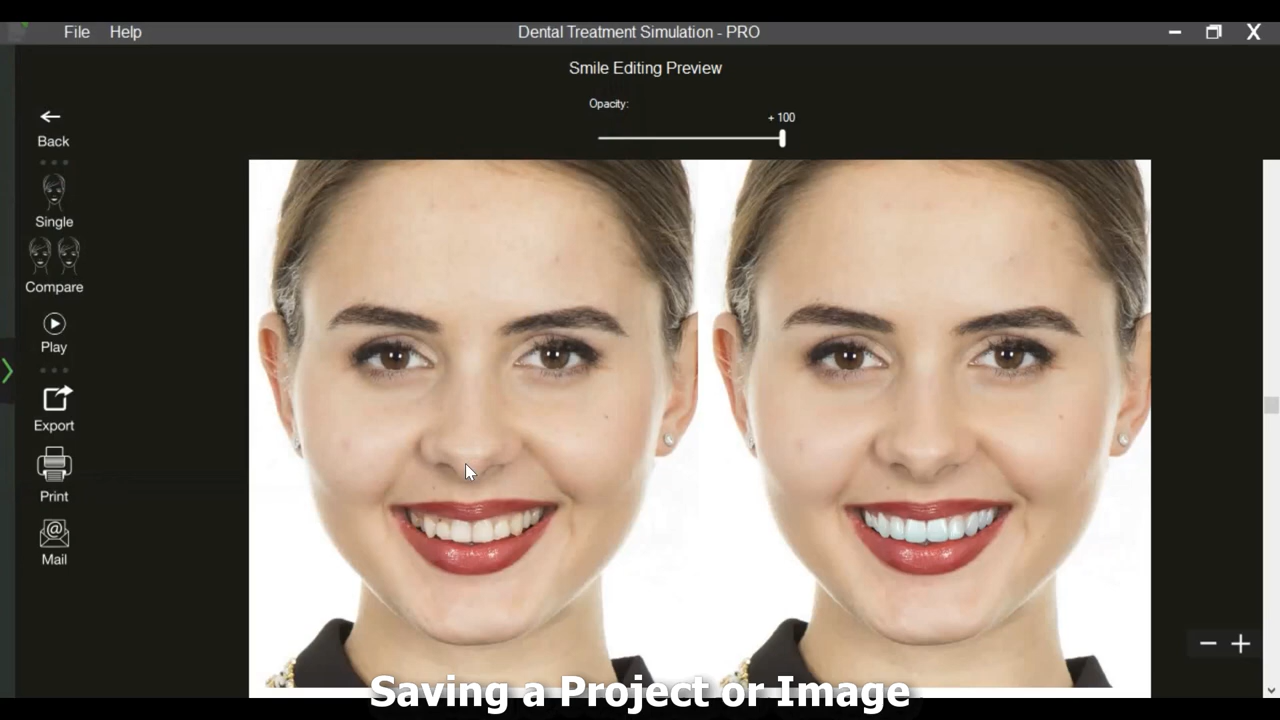 File Help Dental Treatment Simulation - PRO X
Smile Editing Preview
Opacity:
+ 100
Back
Single
Compare
Play
Export
Print
@
Mail
Saving a Project or Image